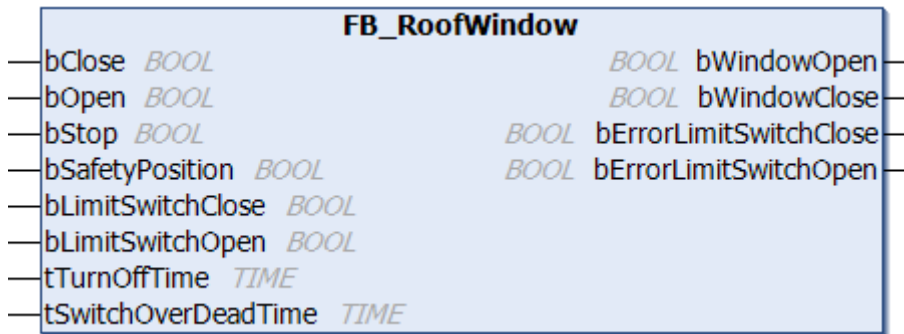 FB_RoofWindow
bClose BOOL BOOL bWindowOpen
bOpen BOOL BOOL bWindowClose
bStop BOOL BOOL bErrorLimitSwitchClose
bSafetyPosition BOOL BOOL bErrorLimitSwitchOpen
bLimitSwitchClose BOOL
bLimitSwitchOpen BOOL
tTurnOffTime TIME
tSwitchOverDeadTime TIME